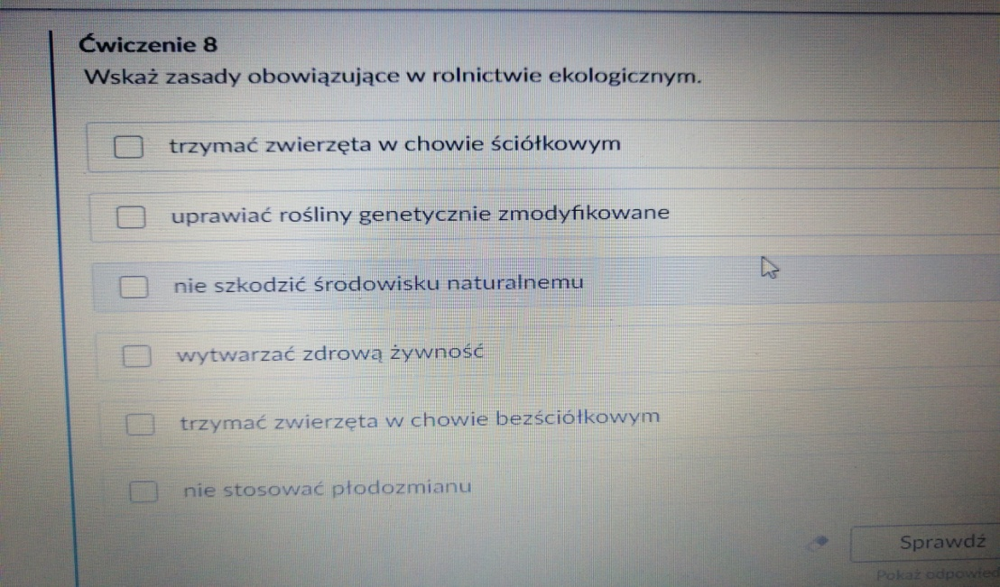 Ćwiczenie 8
Wskaż zasady obowiązujące w rolnictwie ekologicznym.
trzymać zwierzęta w chowie ściółkowym
uprawiać rośliny genetycznie zmodyfikowane
nie szkodzić środowisku naturalnemu
wytwarzać zdrową żywność
trzymać zwierzęta w chowie bezściółkowym
nie stosować płodozmianu
Sprawdź
Pokaż odpowied